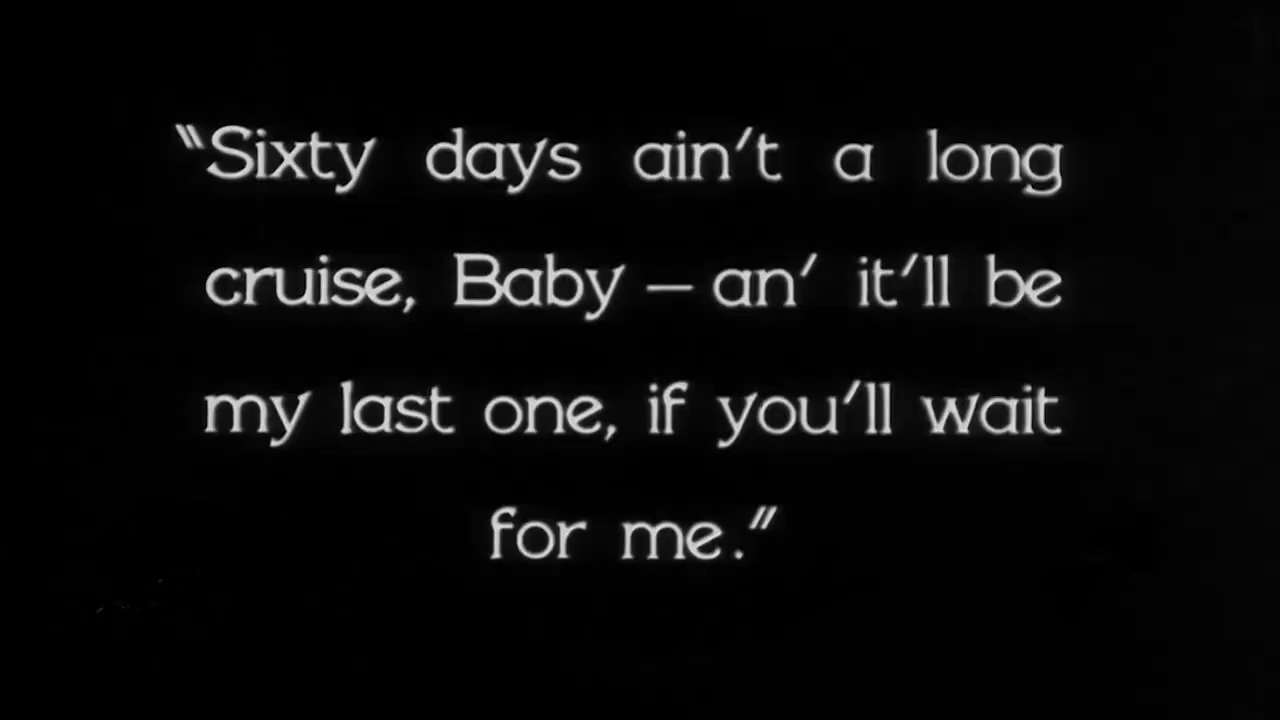 "Sixty days ain't a long
cruise, Baby – an' it'll be
my last one, if you'll wait
for me."